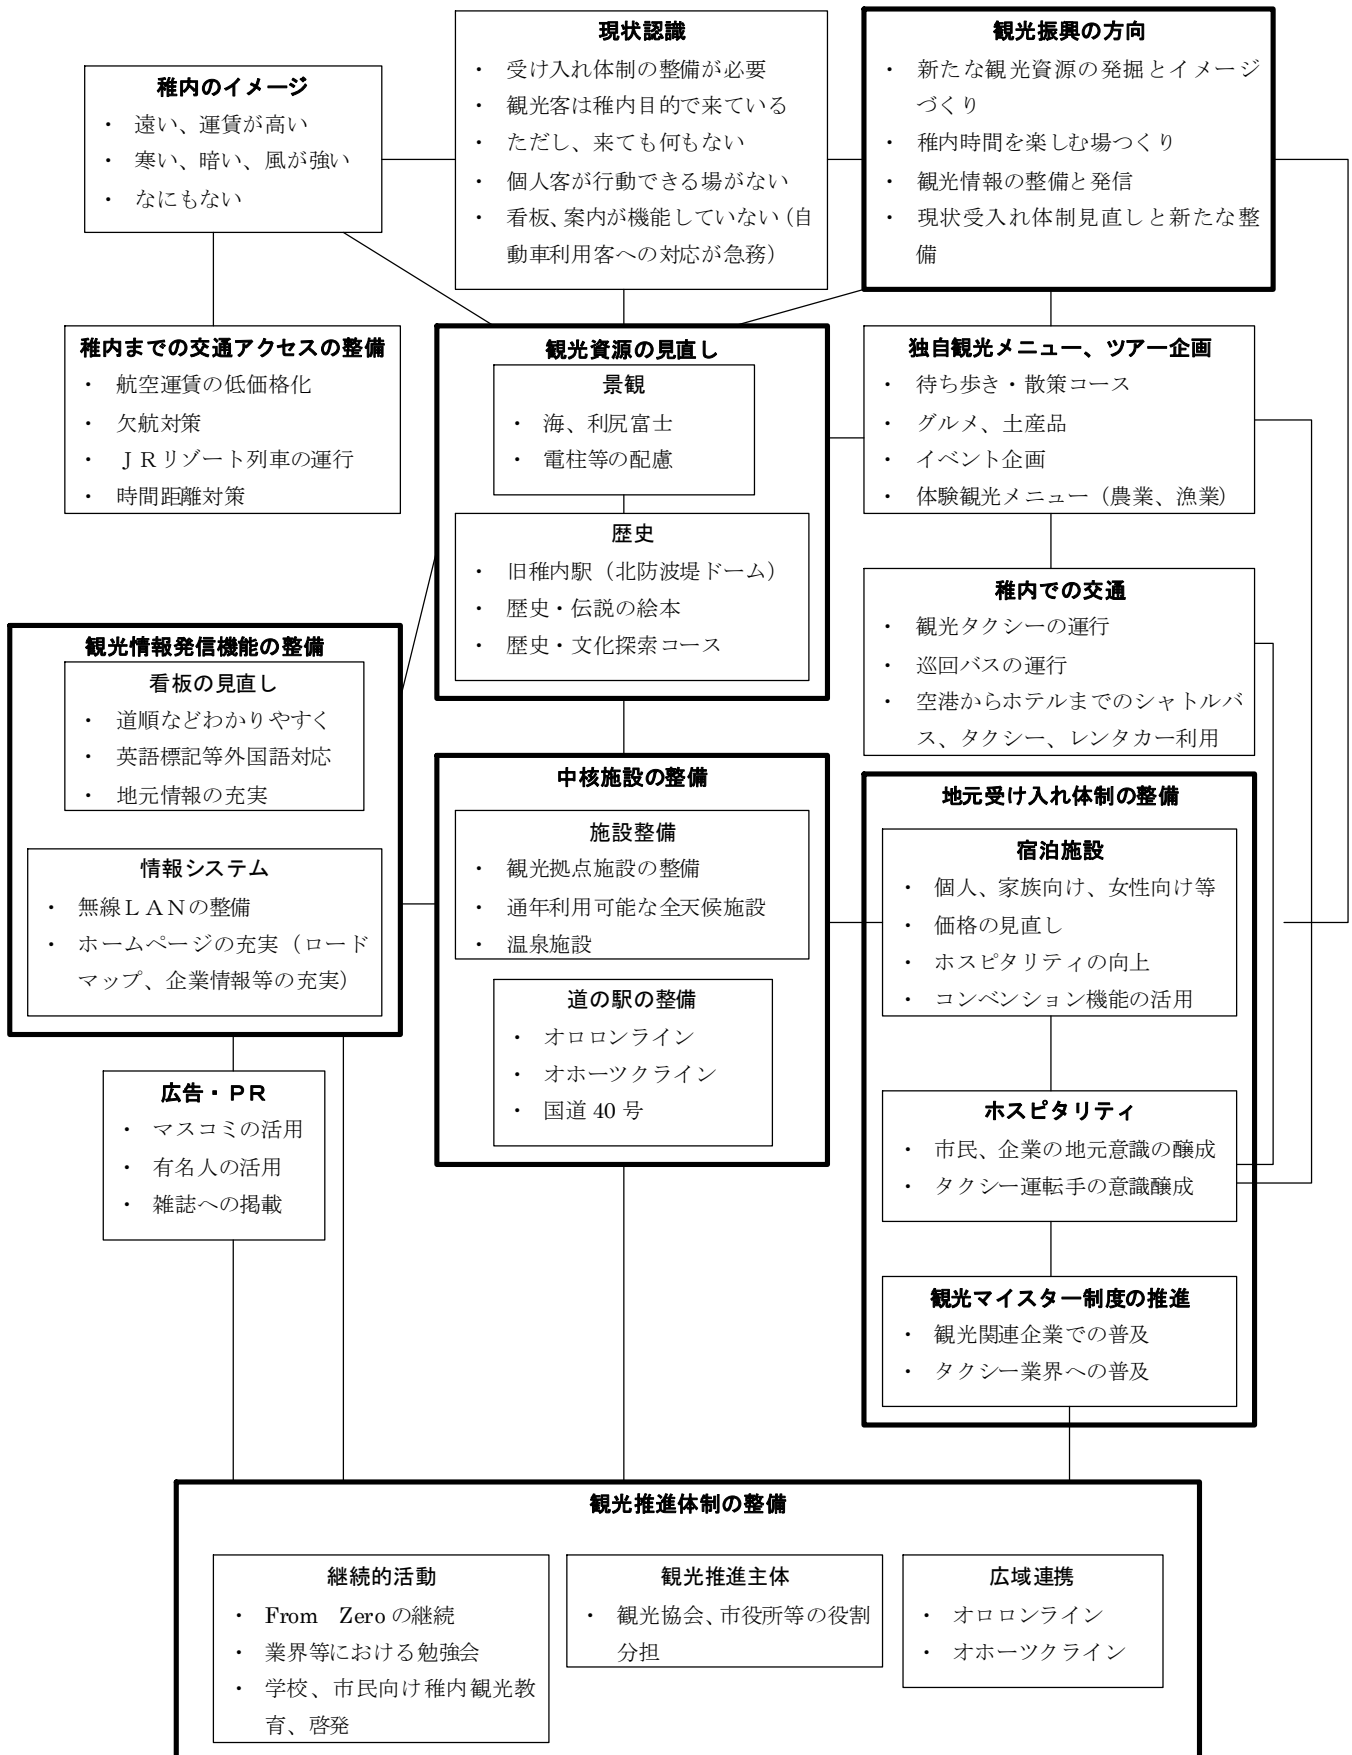 現状認識
・ 受け入れ体制の整備が必要
・ 観光客は稚内目的で来ている
・ ただし、来ても何もない
・ 個人客が行動できる場がない
・ 看板、案内が機能していない（自
動車利用客への対応が急務）
観光振興の方向
・ 新たな観光資源の発掘とイメージ
づくり
・ 稚内時間を楽しむ場つくり
・ 観光情報の整備と発信
・ 現状受入れ体制見直しと新たな整
備
稚内のイメージ
・ 遠い、運賃が高い
・ 寒い、暗い、風が強い
・ なにもない
稚内までの交通アクセスの整備
・ 航空運賃の低価格化
・ 欠航対策
・ ＪＲリゾート列車の運行
・ 時間距離対策
観光資源の見直し
景観
・ 海、利尻富士
・ 電柱等の配慮
歴史
・ 旧稚内駅（北防波堤ドーム）
・ 歴史・伝説の絵本
・ 歴史・文化探索コース
独自観光メニュー、ツアー企画
・ 待ち歩き・散策コース
・ グルメ、土産品
・ イベント企画
・ 体験観光メニュー（農業、漁業）
稚内での交通
・ 観光タクシーの運行
・ 巡回バスの運行
・ 空港からホテルまでのシャトルバ
ス、タクシー、レンタカー利用
観光情報発信機能の整備
看板の見直し
・ 道順などわかりやすく
・ 英語標記等外国語対応
・ 地元情報の充実
情報システム
・ 無線ＬＡＮの整備
・ ホームページの充実（ロード
マップ、企業情報等の充実）
中核施設の整備
施設整備
・ 観光拠点施設の整備
・ 通年利用可能な全天候施設
・ 温泉施設
道の駅の整備
・ オロロンライン
・ オホーツクライン
・ 国道 40 号
地元受け入れ体制の整備
宿泊施設
・ 個人、家族向け、女性向け等
・ 価格の見直し
・ ホスピタリティの向上
・ コンベンション機能の活用
ホスピタリティ
・ 市民、企業の地元意識の醸成
・ タクシー運転手の意識醸成
観光マイスター制度の推進
・ 観光関連企業での普及
・ タクシー業界への普及
広告・ＰＲ
・ マスコミの活用
・ 有名人の活用
・ 雑誌への掲載
観光推進体制の整備
継続的活動
・ From　Zero の継続
・ 業界等における勉強会
・ 学校、市民向け稚内観光教
育、啓発
観光推進主体
・ 観光協会、市役所等の役割
分担
広域連携
・ オロロンライン
・ オホーツクライン